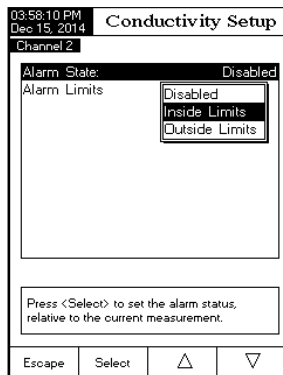 03:58:10 PM
Dec 15, 2014
Conductivity Setup
Channel 2
Alarm State: Disabled
Alarm Limits
Disabled
Inside Limits
Outside Limits
Press <Select> to set the alarm status,
relative to the current measurement.
Escape Select △ ▽